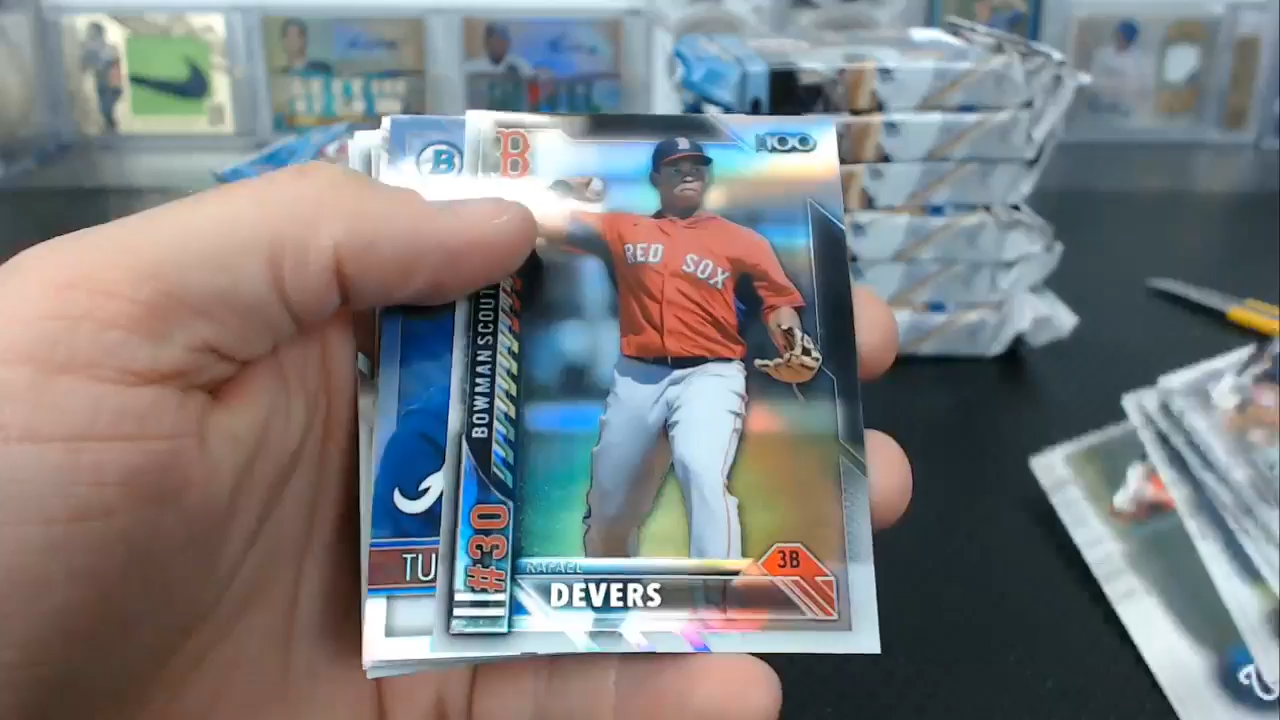 B
B
100
B
RED SOX
BOWMAN SCOUT
#30
3B
RAFAEL
DEVERS
TU